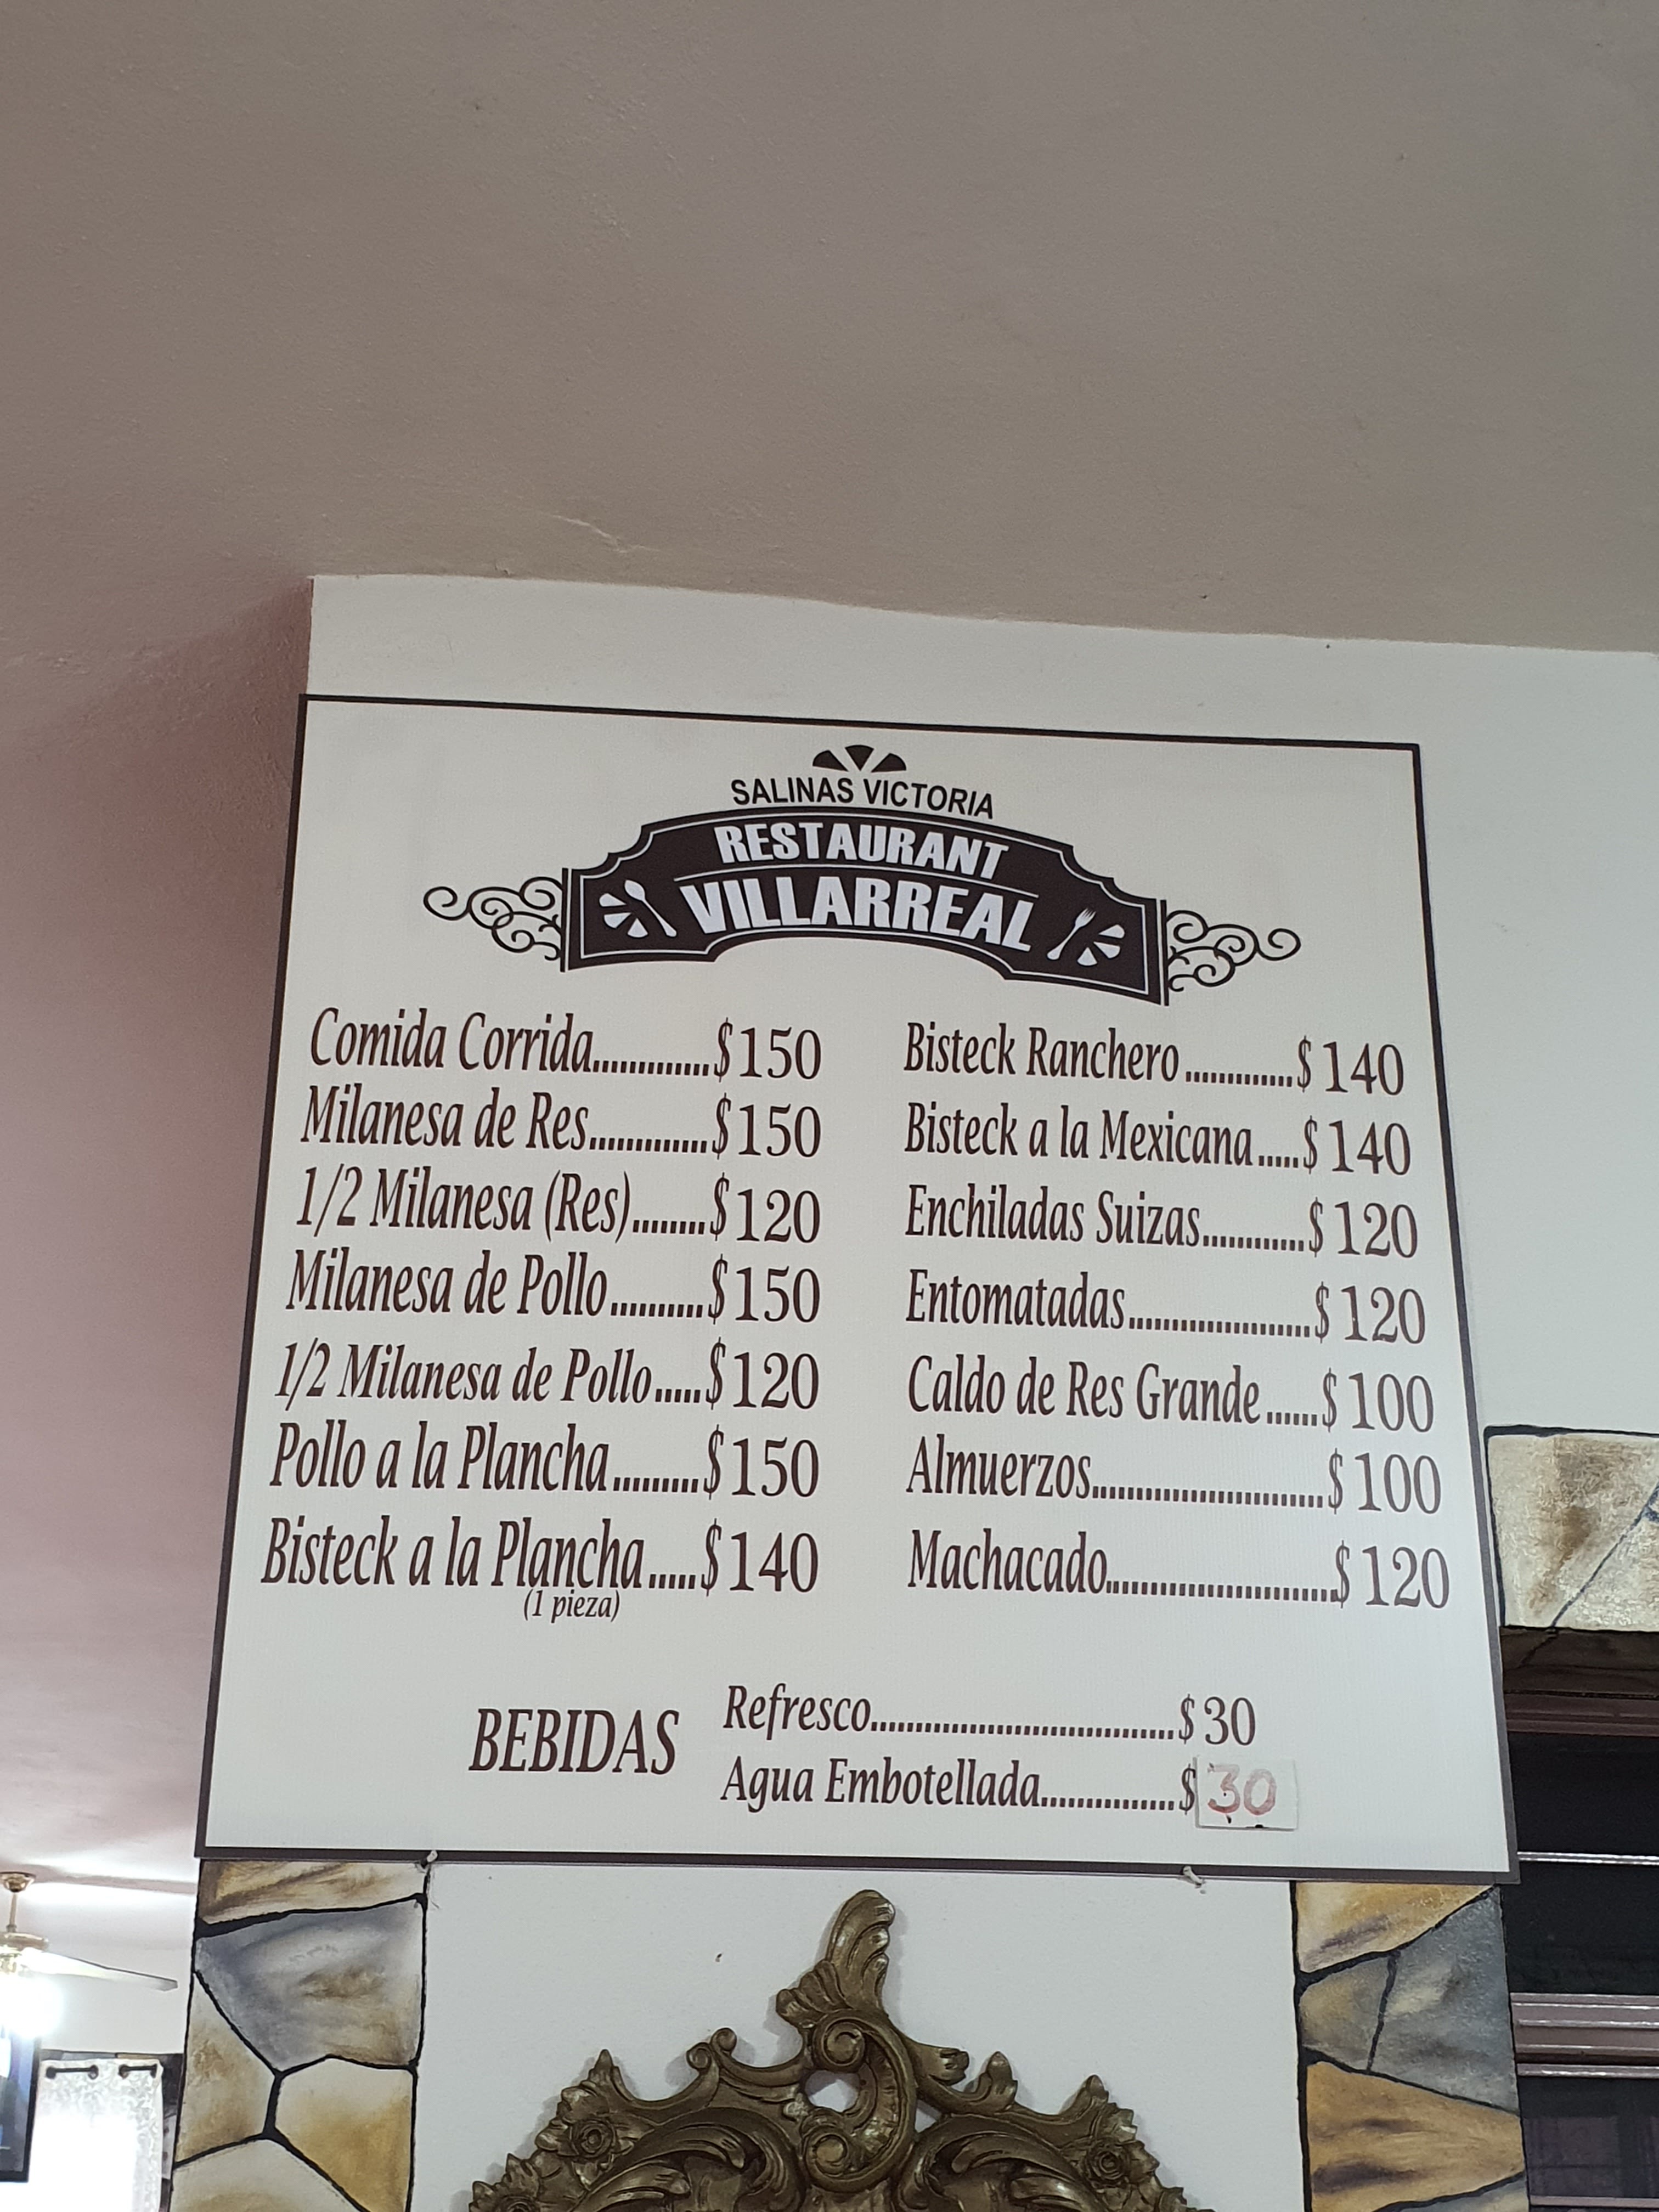 SALINAS VICTORIA
RESTAURANT
VILLARREAL
Comida Corrida.............$150
Milanesa de Res.............$150
1/2 Milanesa (Res)........$120
Milanesa de Pollo..........$150
1/2 Milanesa de Pollo.....$120
Pollo a la Plancha.........$150
Bisteck a la Plancha.....$140
(1 pieza)
Bisteck Ranchero ............$ 140
Bisteck a la Mexicana.....$ 140
Enchiladas Suizas............$ 120
Entomatadas.....................$ 120
Caldo de Res Grande......$ 100
Almuerzos...........................$ 100
Machacado..........................$ 120
BEBIDAS
Refresco...................................$ 30
Agua Embotellada...............$ 30